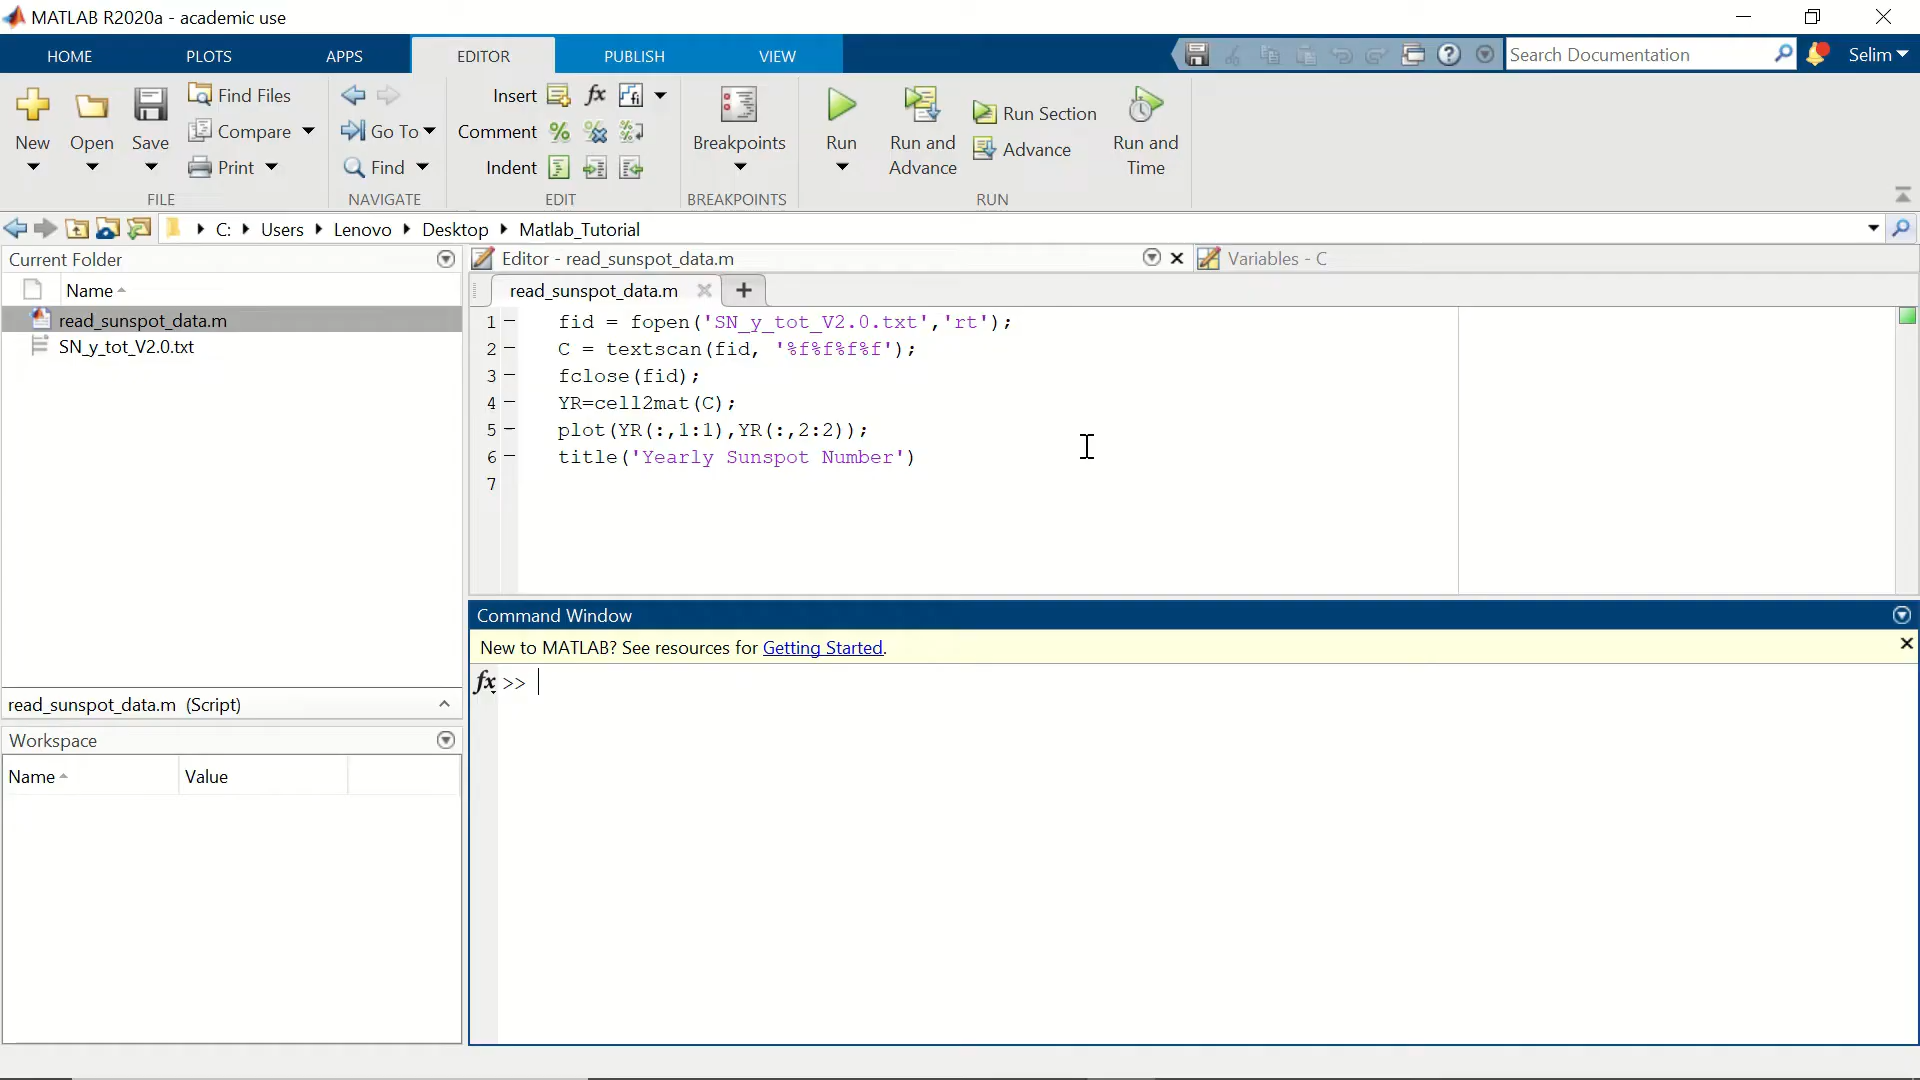 MATLAB R2020a - academic use
HOME PLOTS APPS EDITOR PUBLISH VIEW Search Documentation Selim
New Open Save Find Files Compare Print FILE
Go To Find NAVIGATE
Insert fx Comment Indent EDIT
Breakpoints BREAKPOINTS
Run Run and Advance Run Section Advance Run and Time RUN
C: Users Lenovo Desktop Matlab_Tutorial
Current Folder
Name
read_sunspot_data.m
SN_y_tot_V2.0.txt
read_sunspot_data.m (Script)
Workspace
Name Value
Editor - read_sunspot_data.m Variables - C
read_sunspot_data.m +
1 – fid = fopen('SN_y_tot_V2.0.txt','rt');
2 – C = textscan(fid, '%f%f%f%f');
3 – fclose(fid);
4 – YR=cell2mat(C);
5 – plot(YR(:,1:1),YR(:,2:2));
6 – title('Yearly Sunspot Number')
7
Command Window
New to MATLAB? See resources for Getting Started.
fx >>